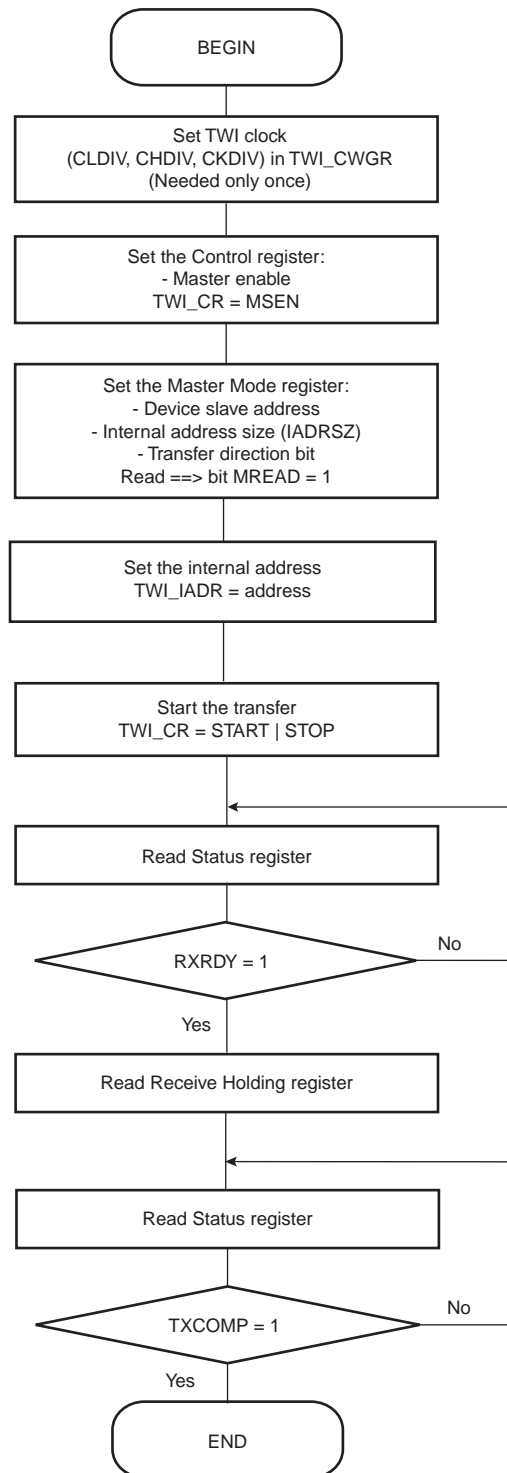 BEGIN
Set TWI clock
(CLDIV, CHDIV, CKDIV) in TWI_CWGR
(Needed only once)
Set the Control register:
- Master enable
TWI_CR = MSEN
Set the Master Mode register:
- Device slave address
- Internal address size (IADRSZ)
- Transfer direction bit
Read ==> bit MREAD = 1
Set the internal address
TWI_IADR = address
Start the transfer
TWI_CR = START | STOP
Read Status register
RXRDY = 1
No
Yes
Read Receive Holding register
Read Status register
TXCOMP = 1
No
Yes
END